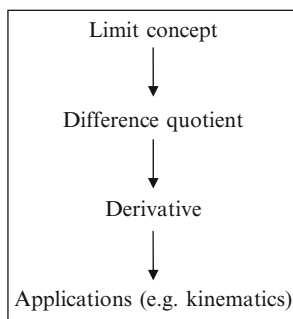 Limit concept
Difference quotient
Derivative
Applications (e.g. kinematics)